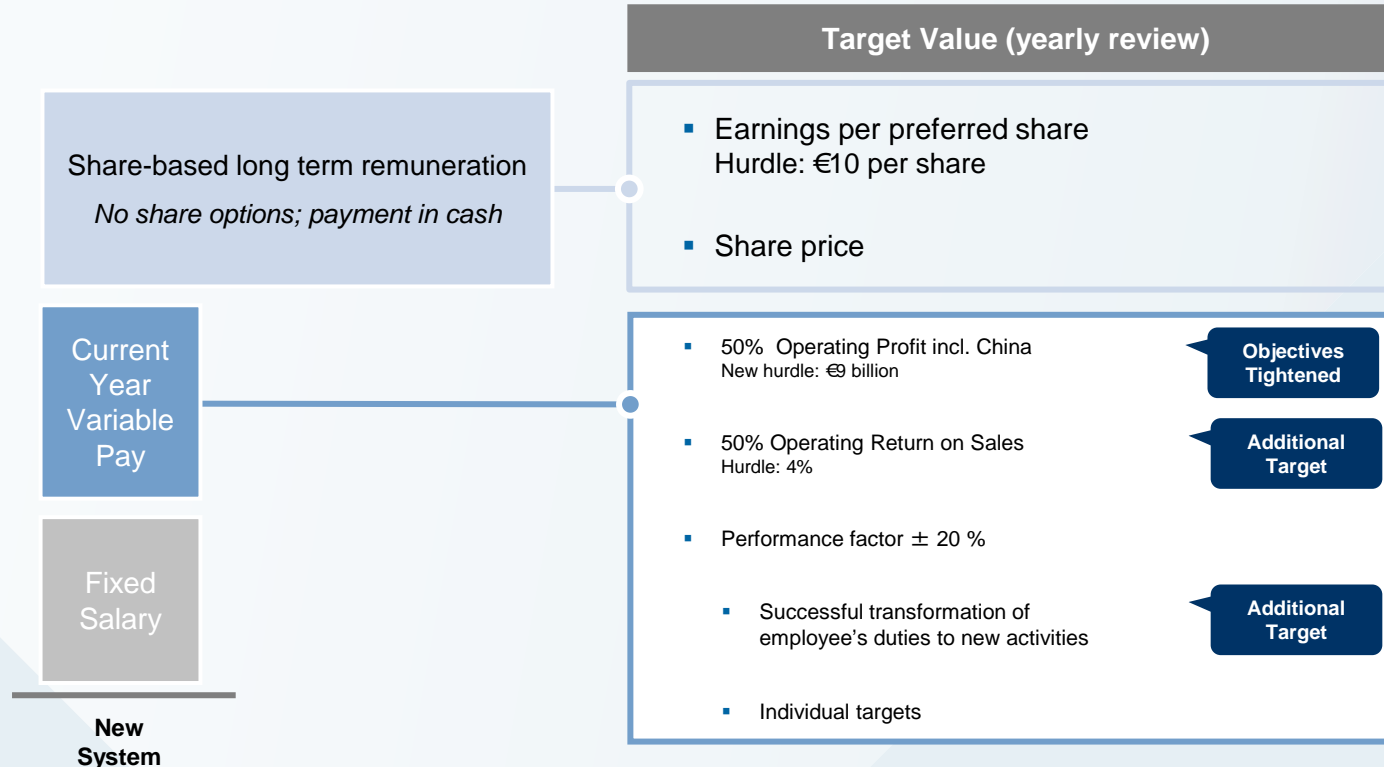 Target Value (yearly review)
Share-based long term remuneration
No share options; payment in cash
▪ Earnings per preferred share
Hurdle: €10 per share
▪ Share price
Current
Year
Variable
Pay
▪ 50% Operating Profit incl. China
New hurdle: €9 billion
Objectives
Tightened
▪ 50% Operating Return on Sales
Hurdle: 4%
Additional
Target
▪ Performance factor ± 20 %
▪ Successful transformation of
employee’s duties to new activities
Additional
Target
▪ Individual targets
Fixed
Salary
New
System